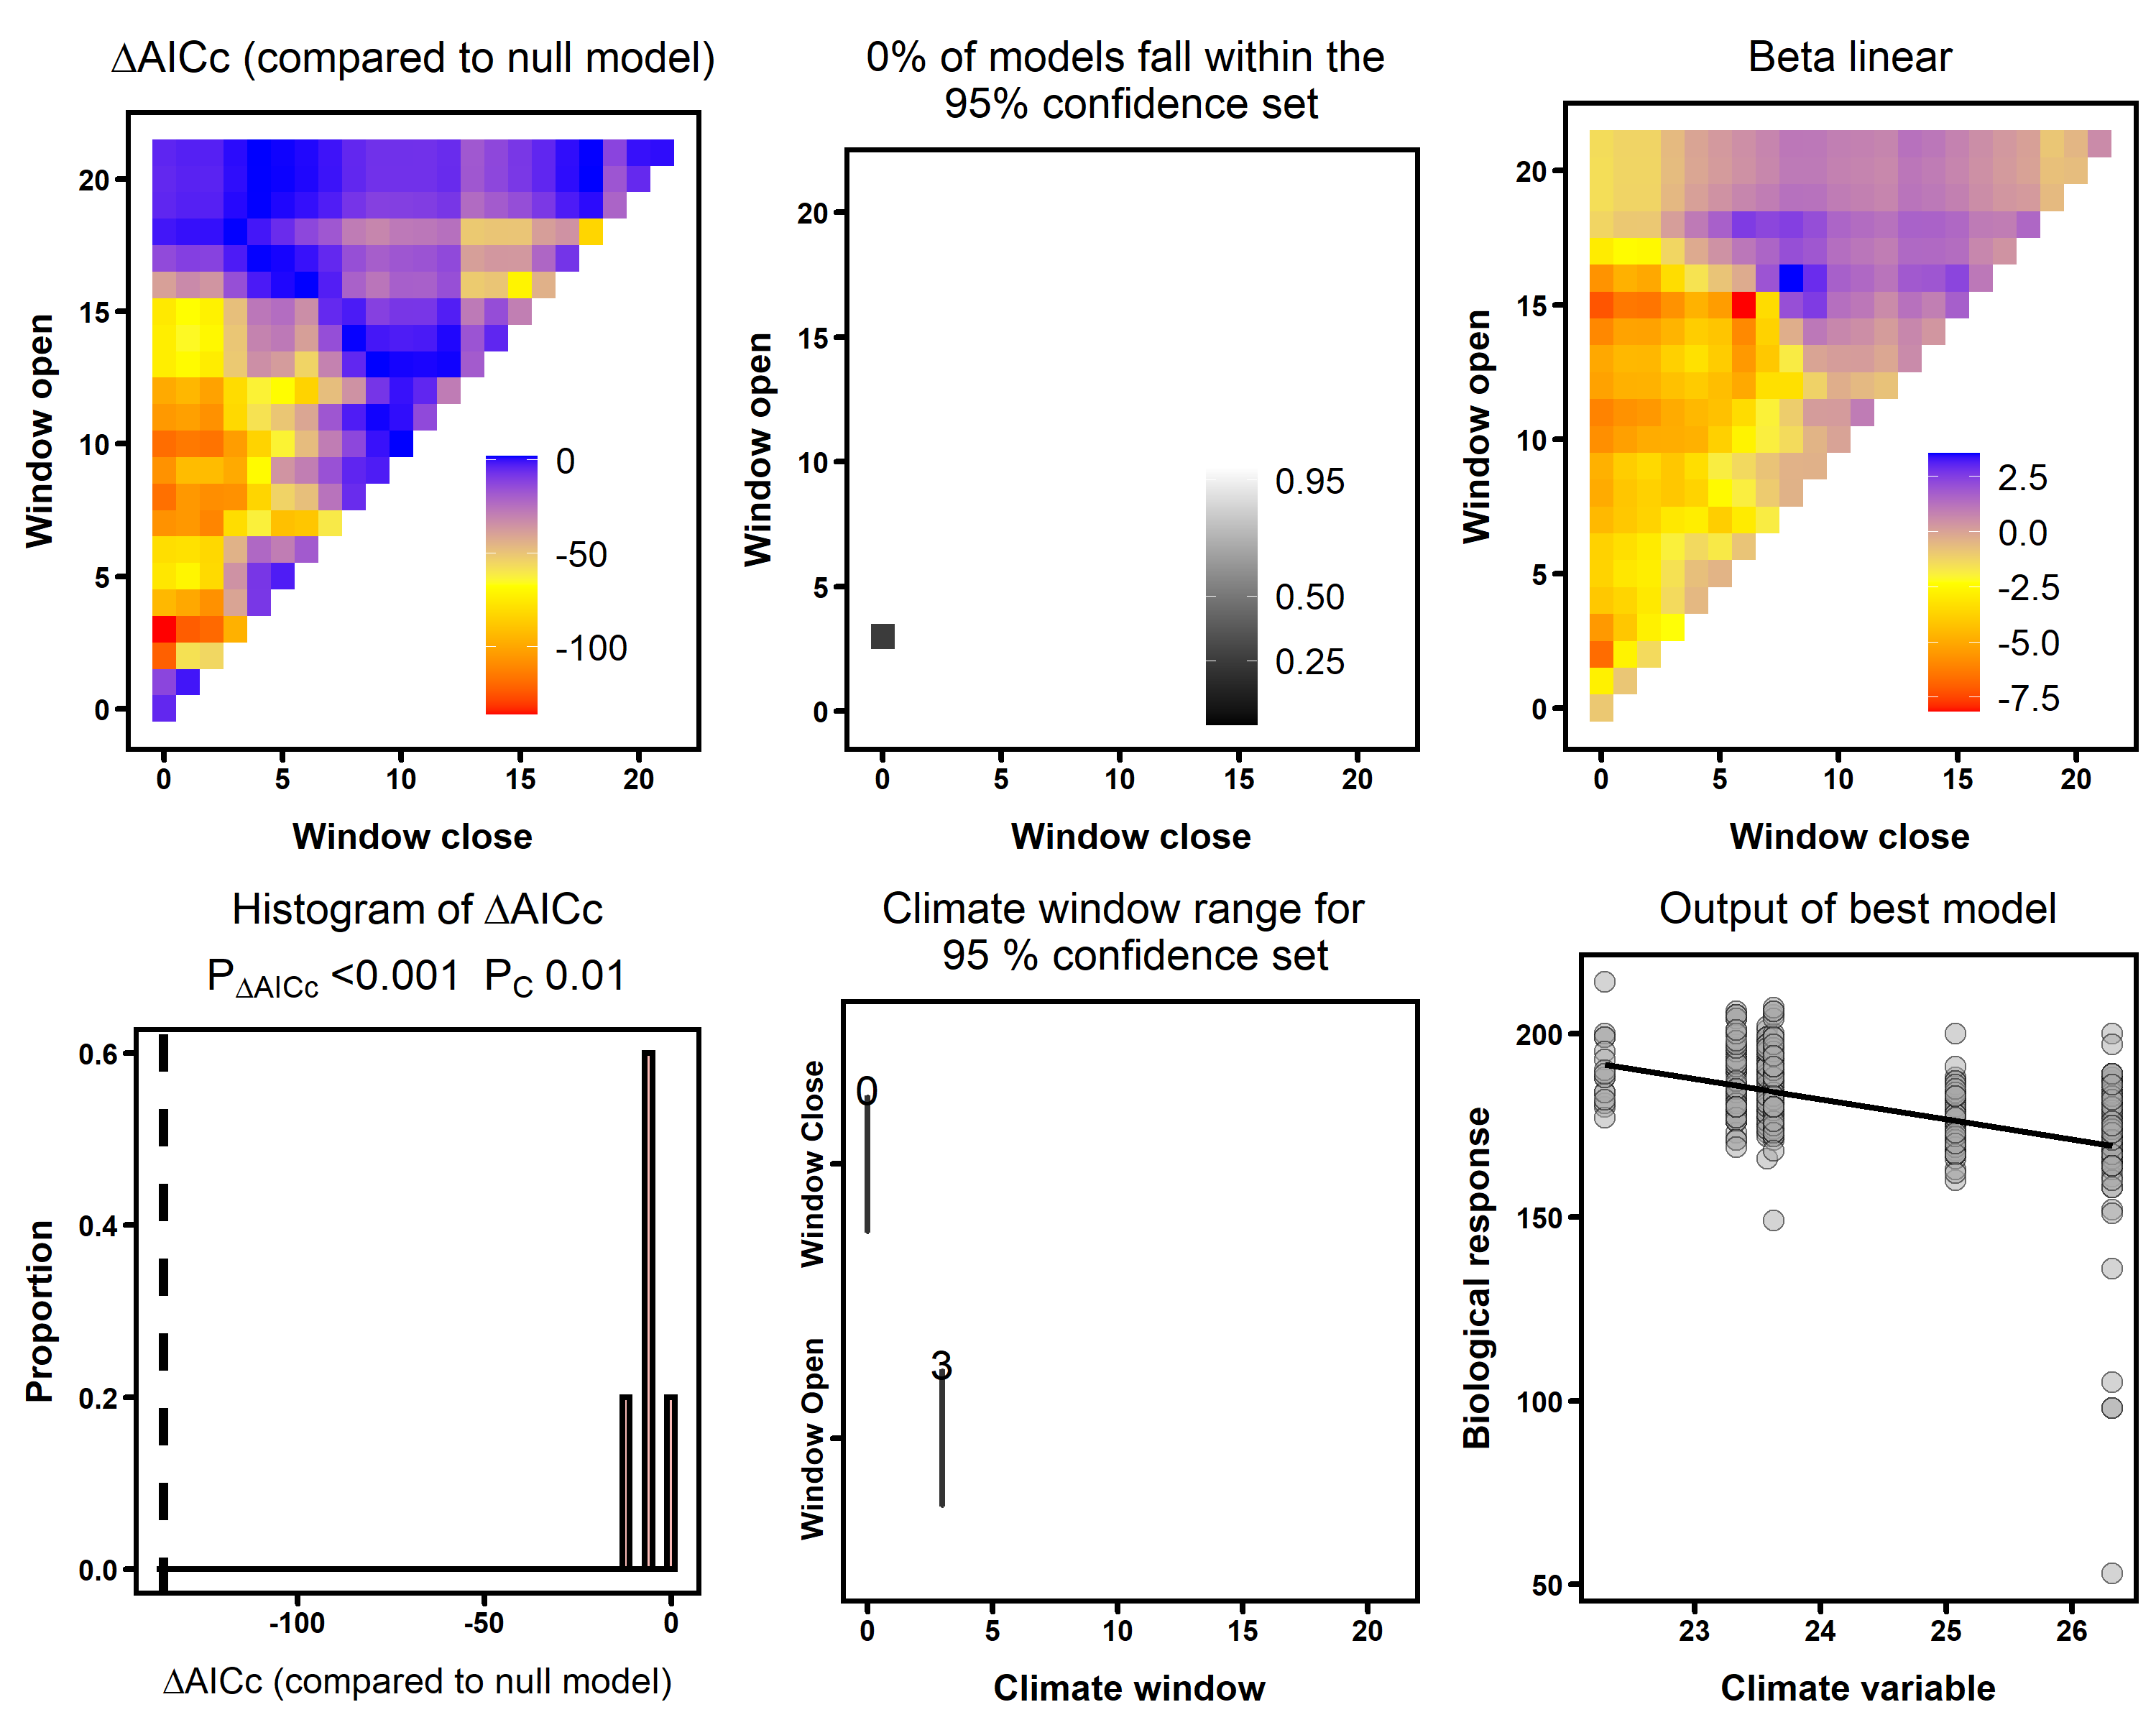 ΔAICc (compared to null model)
Window open
20
15
10
5
0
0
-50
-100
0 5 10 15 20
Window close
0% of models fall within the
95% confidence set
Window open
20
15
10
5
0
0.95
0.50
0.25
0 5 10 15 20
Window close
Beta linear
Window open
20
15
10
5
0
2.5
0.0
-2.5
-5.0
-7.5
0 5 10 15 20
Window close
Histogram of ΔAICc
PΔAICc <0.001 PC 0.01
Proportion
0.6
0.4
0.2
0.0
-100 -50 0
ΔAICc (compared to null model)
Climate window range for
95 % confidence set
Window Close
Window Open
0
3
0 5 10 15 20
Climate window
Output of best model
Biological response
200
150
100
50
23 24 25 26
Climate variable